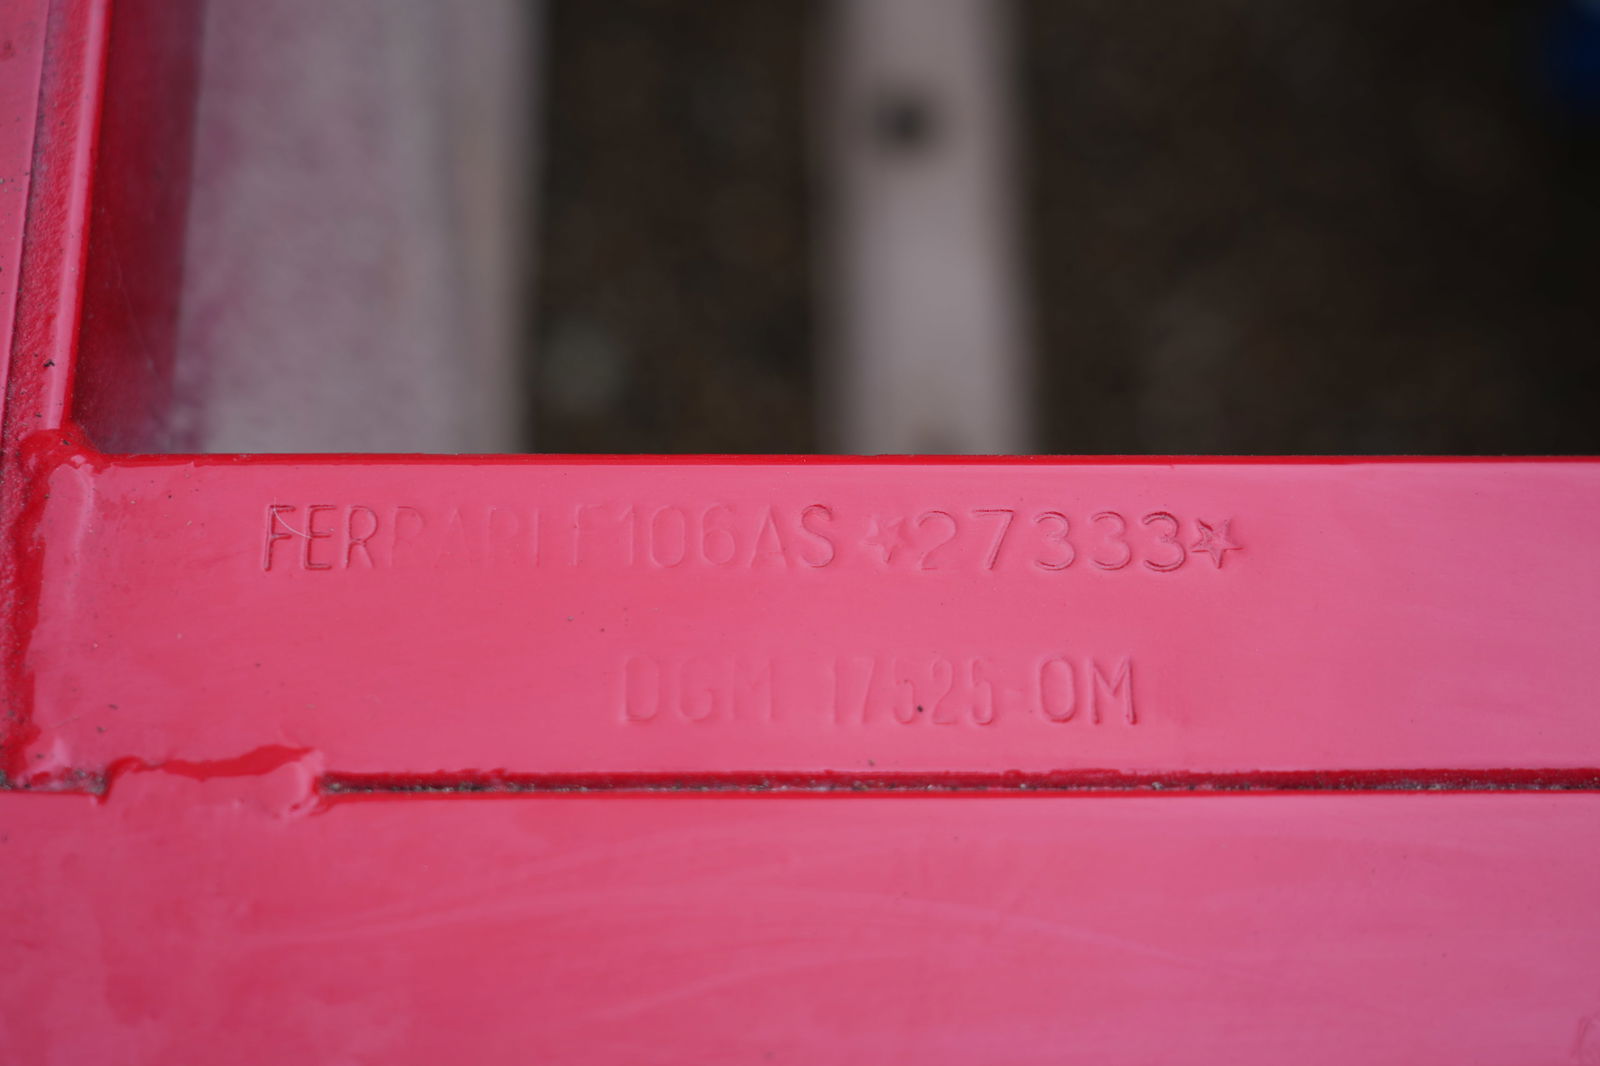 FERRARI F106AS ☆27333☆
DGM 17525 OM